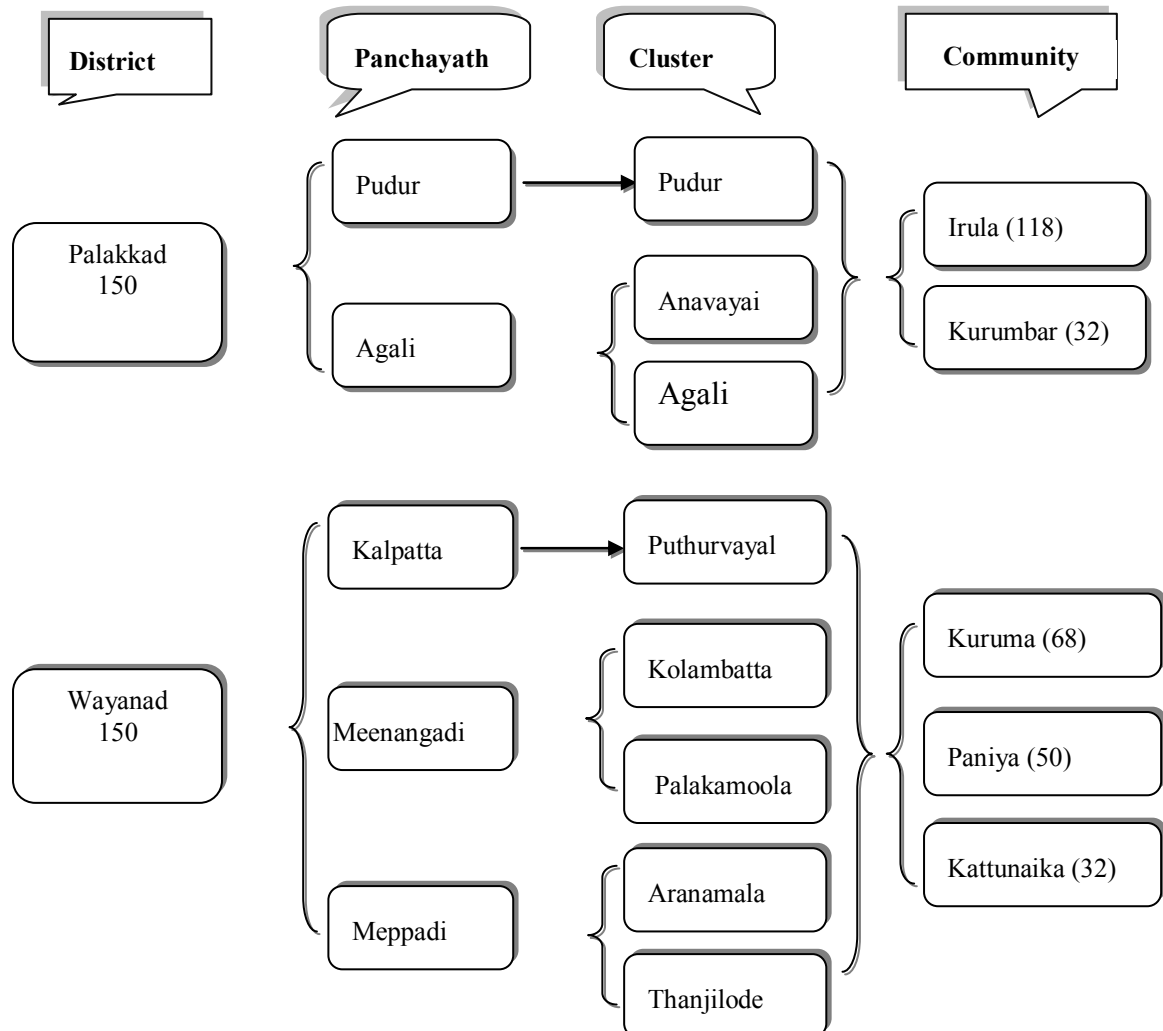 District
Panchayath
Cluster
Community
Palakkad
150
Pudur
Agali
Pudur
Anavayai
Agali
Irula (118)
Kurumbar (32)
Wayanad
150
Kalpatta
Meenangadi
Meppadi
Puthurvayal
Kolambatta
Palakamoola
Aranamala
Thanjilode
Kuruma (68)
Paniya (50)
Kattunaika (32)